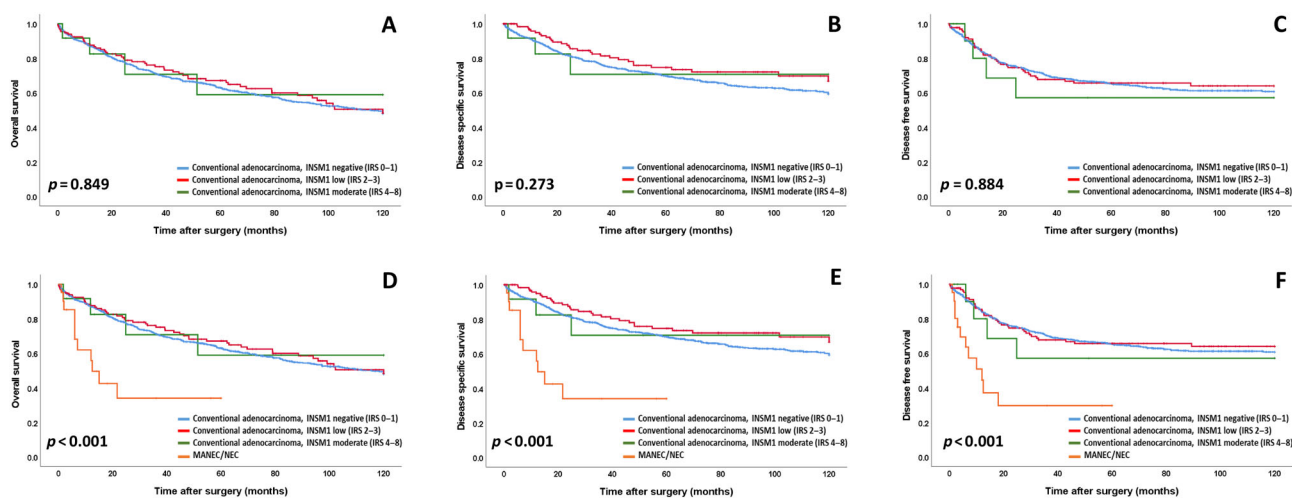 A
Overall survival
1.0
0.8
0.6
0.4
0.2
0.0
Conventional adenocarcinoma, INSM1 negative (IRS 0–1)
Conventional adenocarcinoma, INSM1 low (IRS 2–3)
Conventional adenocarcinoma, INSM1 moderate (IRS 4–8)
p = 0.849
0 20 40 60 80 100 120
Time after surgery (months)
B
Disease specific survival
1.0
0.8
0.6
0.4
0.2
0.0
Conventional adenocarcinoma, INSM1 negative (IRS 0–1)
Conventional adenocarcinoma, INSM1 low (IRS 2–3)
Conventional adenocarcinoma, INSM1 moderate (IRS 4–8)
p = 0.273
0 20 40 60 80 100 120
Time after surgery (months)
C
Disease free survival
1.0
0.8
0.6
0.4
0.2
0.0
Conventional adenocarcinoma, INSM1 negative (IRS 0–1)
Conventional adenocarcinoma, INSM1 low (IRS 2–3)
Conventional adenocarcinoma, INSM1 moderate (IRS 4–8)
p = 0.884
0 20 40 60 80 100 120
Time after surgery (months)
D
Overall survival
1.0
0.8
0.6
0.4
0.2
0.0
Conventional adenocarcinoma, INSM1 negative (IRS 0–1)
Conventional adenocarcinoma, INSM1 low (IRS 2–3)
Conventional adenocarcinoma, INSM1 moderate (IRS 4–8)
MANEC/NEC
p < 0.001
0 20 40 60 80 100 120
Time after surgery (months)
E
Disease specific survival
1.0
0.8
0.6
0.4
0.2
0.0
Conventional adenocarcinoma, INSM1 negative (IRS 0–1)
Conventional adenocarcinoma, INSM1 low (IRS 2–3)
Conventional adenocarcinoma, INSM1 moderate (IRS 4–8)
MANEC/NEC
p < 0.001
0 20 40 60 80 100 120
Time after surgery (months)
F
Disease free survival
1.0
0.8
0.6
0.4
0.2
0.0
Conventional adenocarcinoma, INSM1 negative (IRS 0–1)
Conventional adenocarcinoma, INSM1 low (IRS 2–3)
Conventional adenocarcinoma, INSM1 moderate (IRS 4–8)
MANEC/NEC
p < 0.001
0 20 40 60 80 100 120
Time after surgery (months)